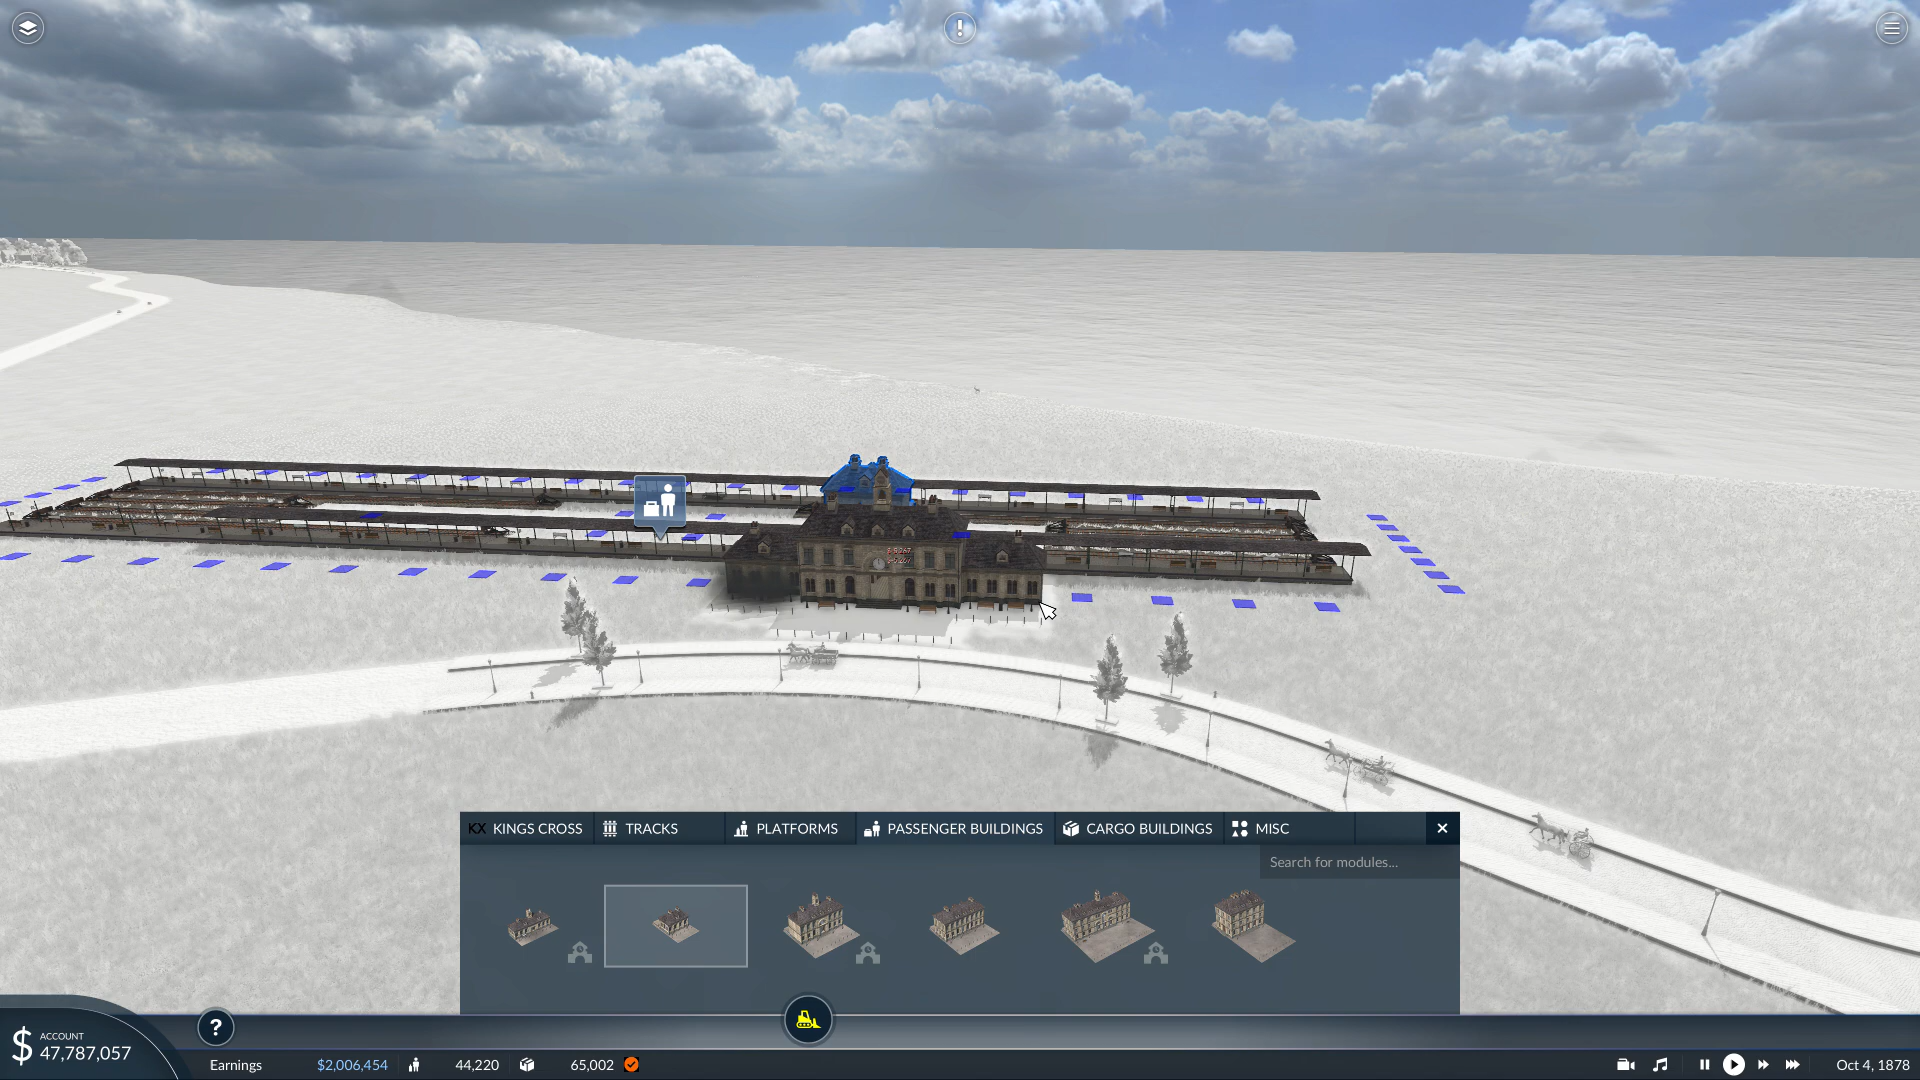 KX KINGS CROSS
TRACKS
PLATFORMS
PASSENGER BUILDINGS
CARGO BUILDINGS
MISC
Search for modules...
?
$ ACCOUNT
47,787,057
Earnings $2,006,454 44,220 65,002
Oct 4, 1878